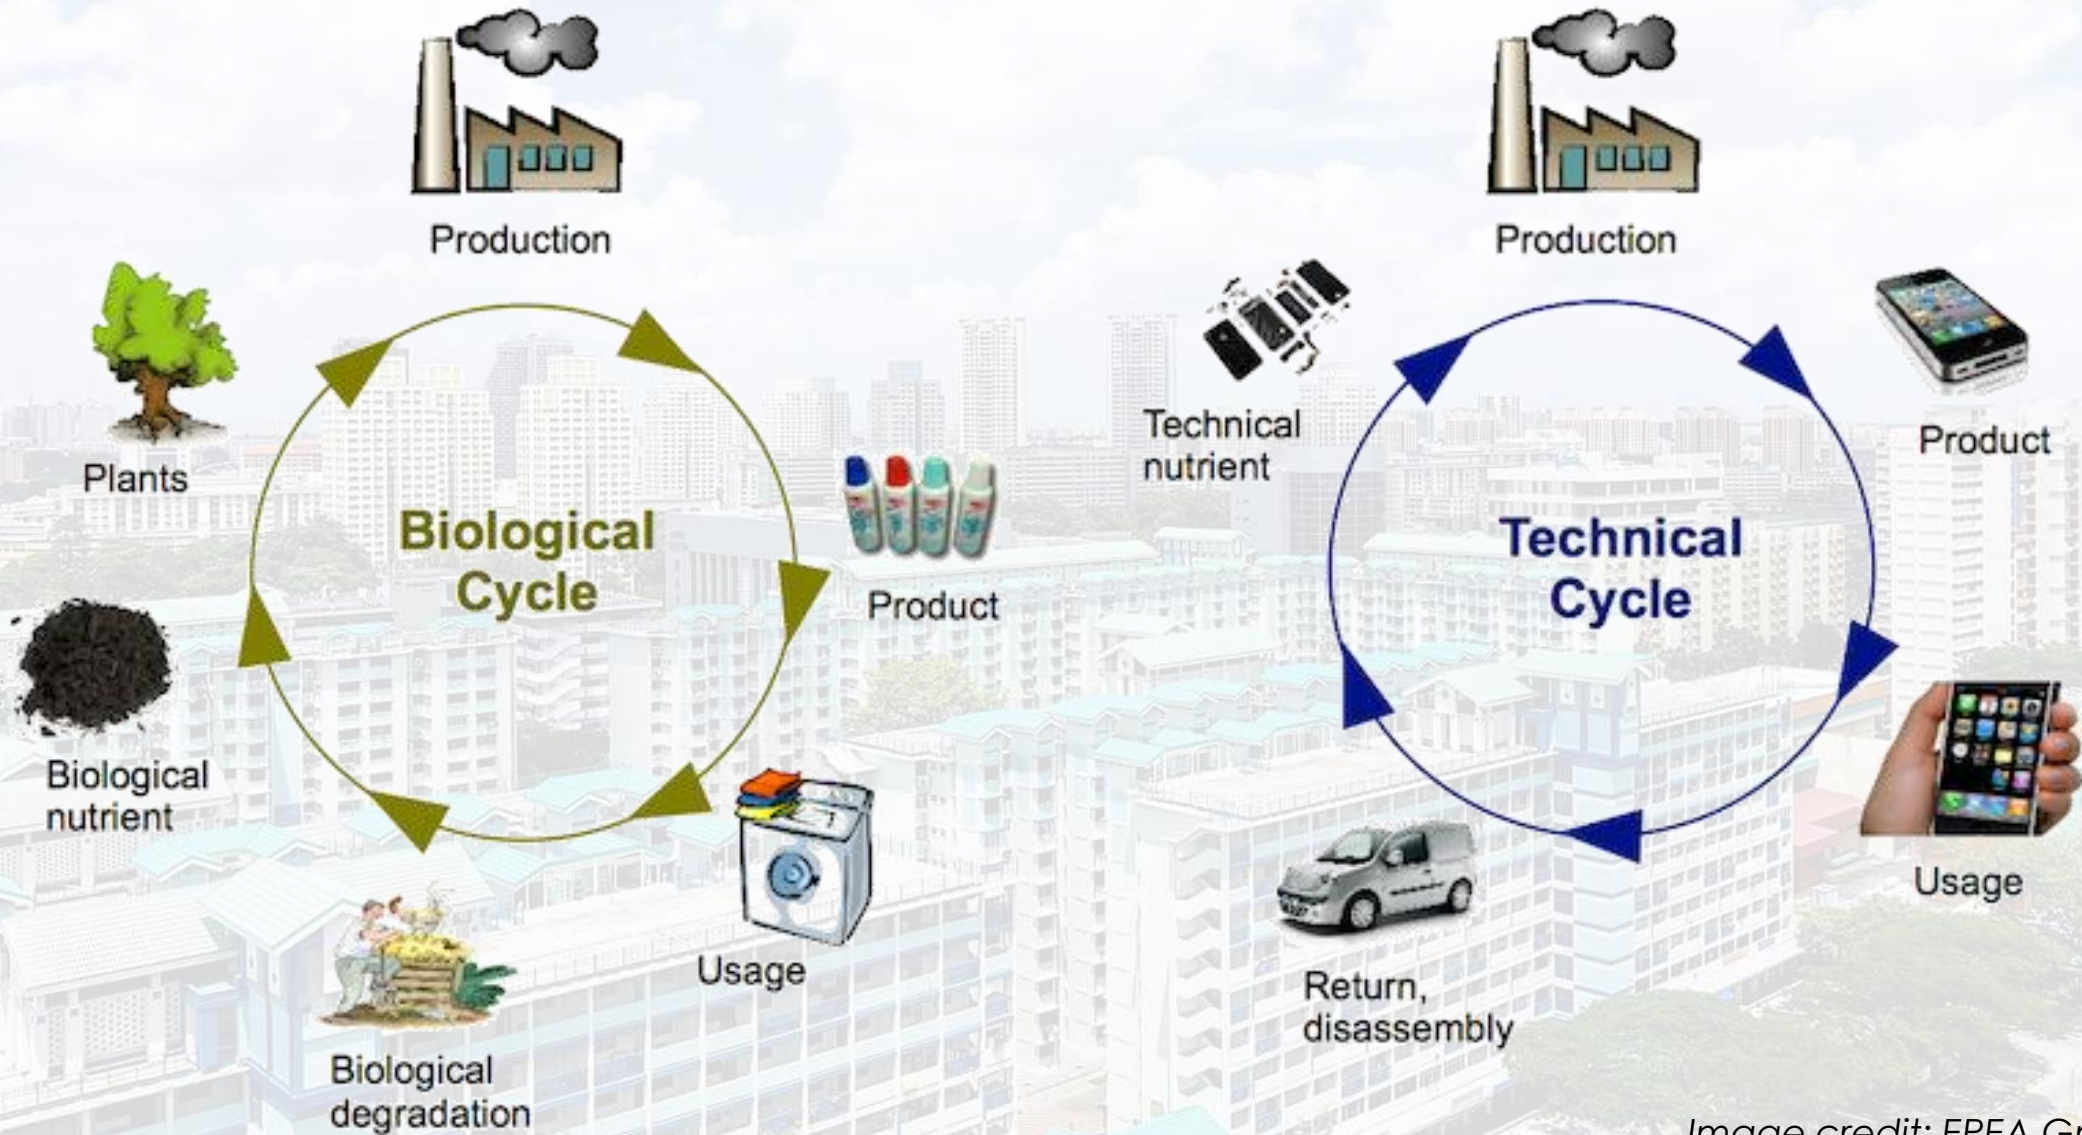 Production
Plants
Biological
Cycle
Product
Biological
nutrient
Usage
Biological
degradation
Production
Technical
nutrient
Product
Technical
Cycle
Usage
Return,
disassembly
Image credit: EPEA